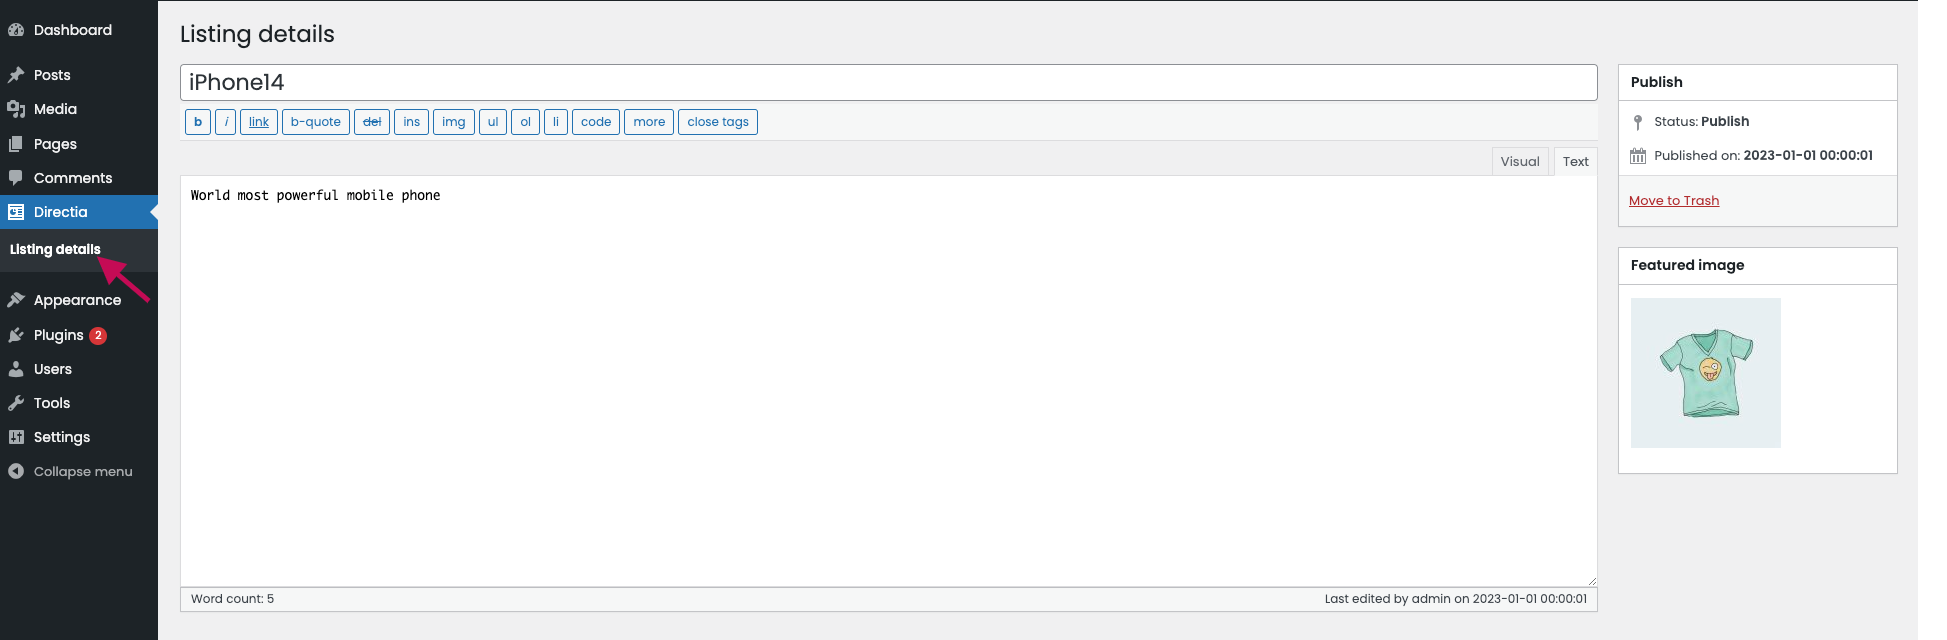 Dashboard
Posts
Media
Pages
Comments
Directia
Listing details
Appearance
Plugins 2
Users
Tools
Settings
Collapse menu
Listing details
iPhone14
b i link b-quote del ins img ul ol li code more close tags
Visual Text
World most powerful mobile phone
Word count: 5 Last edited by admin on 2023-01-01 00:00:01
Publish
Status: Publish
Published on: 2023-01-01 00:00:01
Move to Trash
Featured image